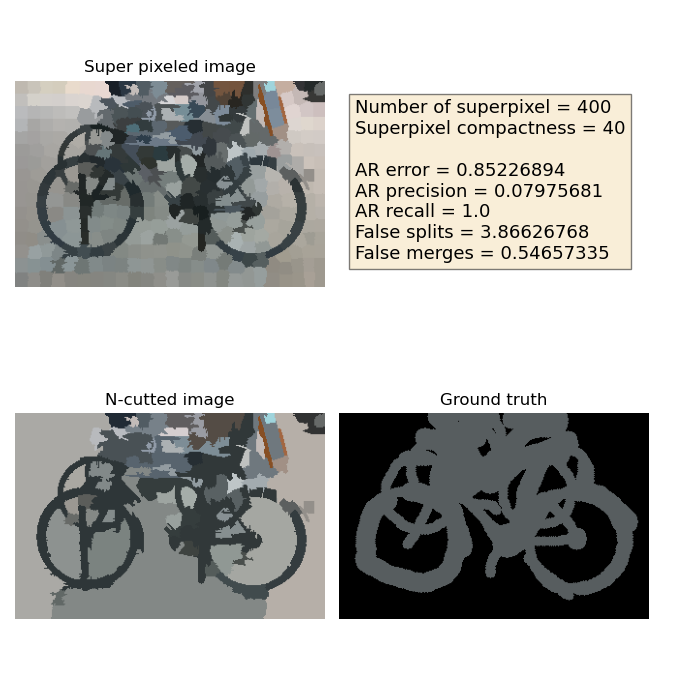 Super pixeled image
Number of superpixel = 400
Superpixel compactness = 40
AR error = 0.85226894
AR precision = 0.07975681
AR recall = 1.0
False splits = 3.86626768
False merges = 0.54657335
N-cutted image
Ground truth